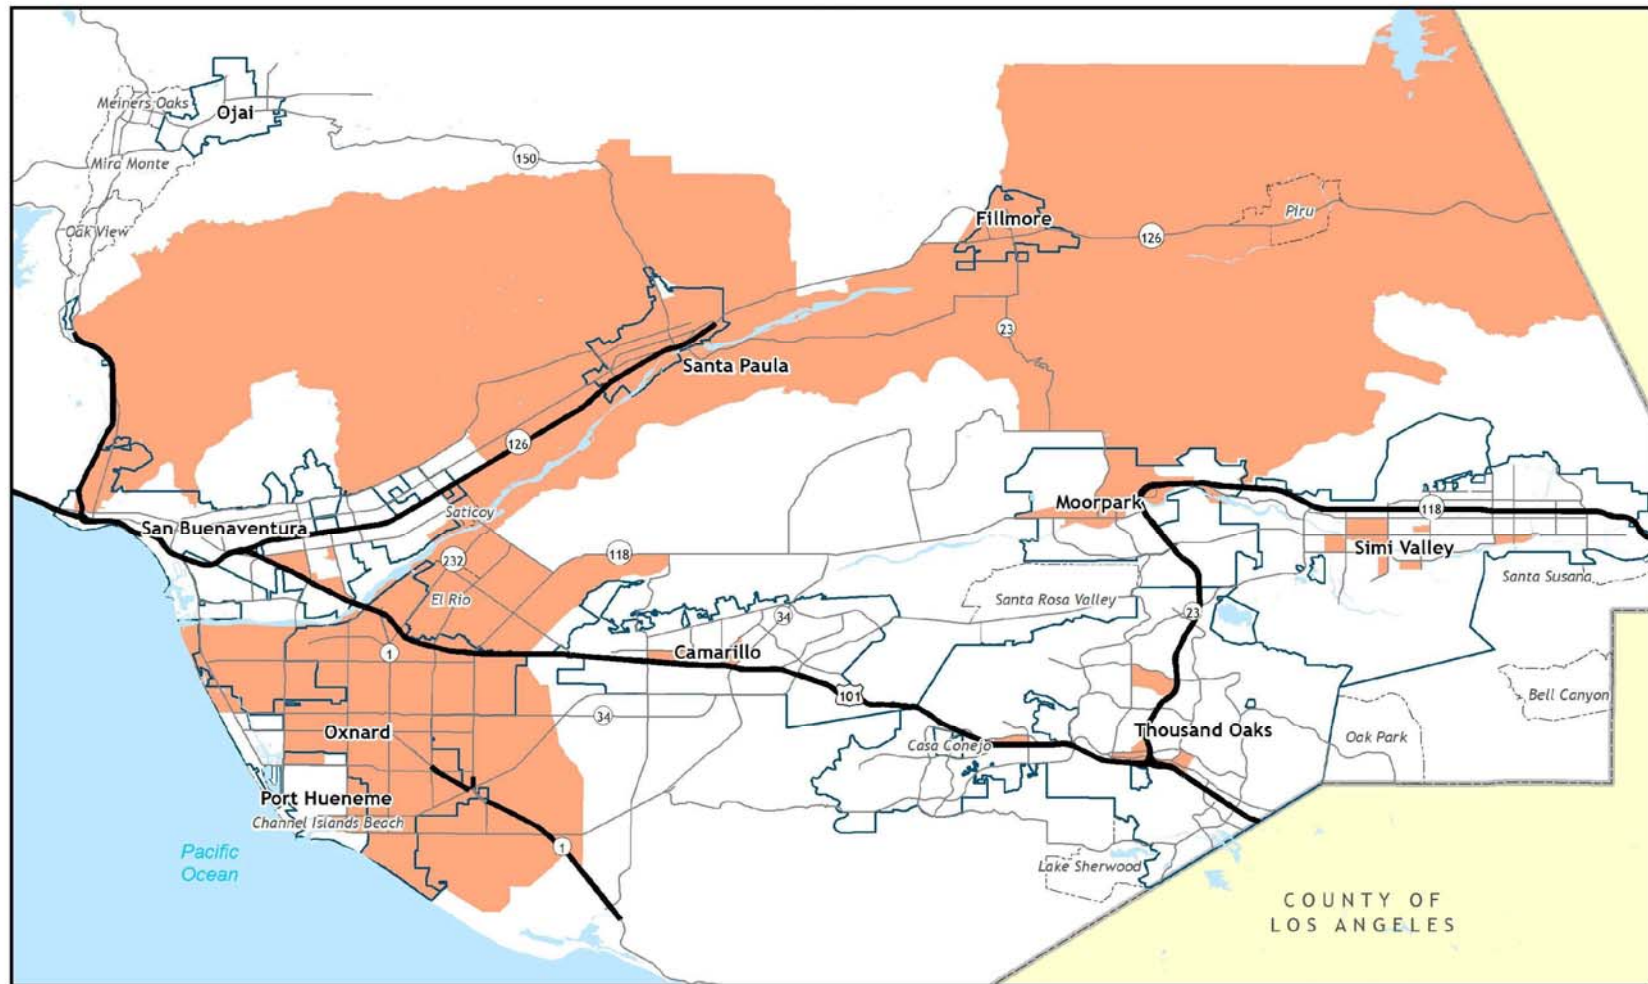 Meiners Oaks
Ojai
150
Mira Monte
Fillmore
Piru
Oak View
126
23
Santa Paula
126
Moorpark
Saticoy
118
San Buenaventura
Simi Valley
118
232
Santa Susana
El Rio
Santa Rosa Valley
34
23
1
Camarillo
101
Bell Canyon
34
Oxnard
Thousand Oaks
Oak Park
Casa Conejo
Port Hueneme
Channel Islands Beach
1
Pacific
Ocean
Lake Sherwood
COUNTY OF
LOS ANGELES